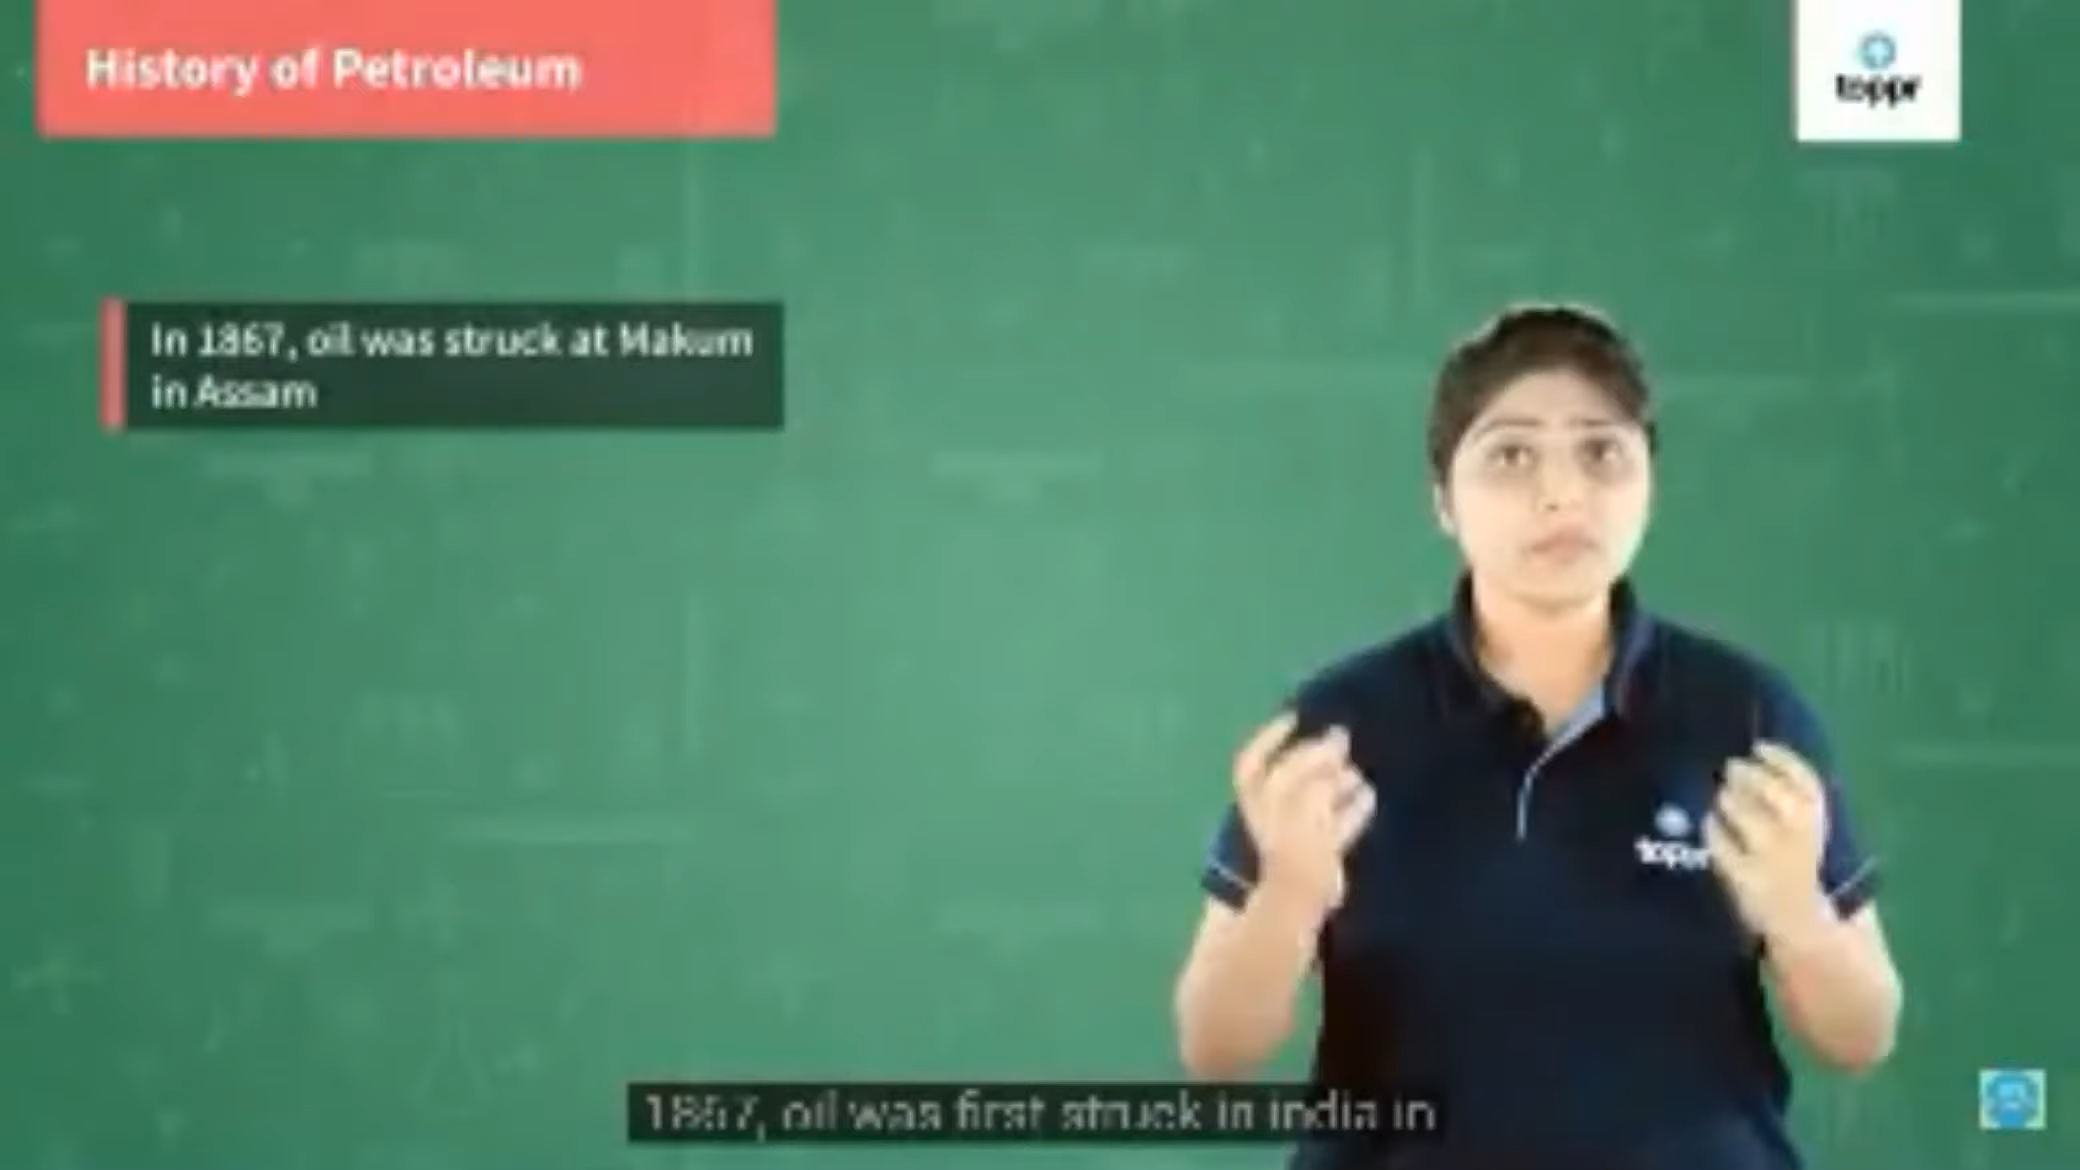 History of Petroleum
toppr
In 1867, oil was struck at Makum
in Assam
toppr
1867, oil was first struck in india in